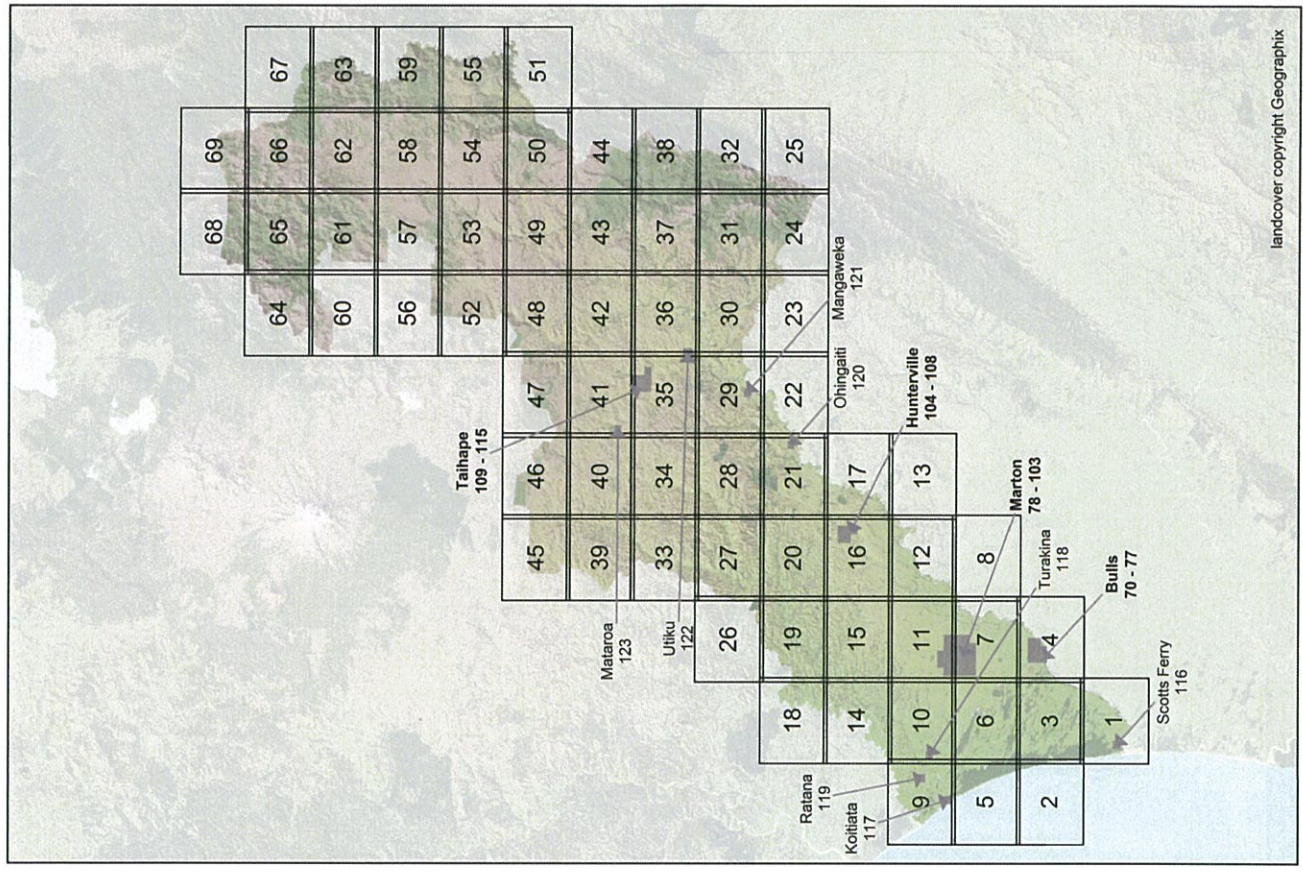 68 69
64 65 66 67
60 61 62 63
56 57 58 59
Taihape
109 - 115
52 53 54 55
45 46 47 48 49 50 51
39 40 41 42 43 44
Mataroa
123
33 34 35 36 37 38
Utiku
122
26 27 28 29 30 31 32
18 19 20 21 22 23 24 25
Ratana
119
Mangaweka
121
Ohingaiti
120
14 15 16 17
Koitiata
117
Hunterville
104 - 108
9 10 11 12 13
5 6 7 8
Marton
78 - 103
Turakina
118
2 3 4
Bulls
70 - 77
1
Scotts Ferry
116
landcover copyright Geographix